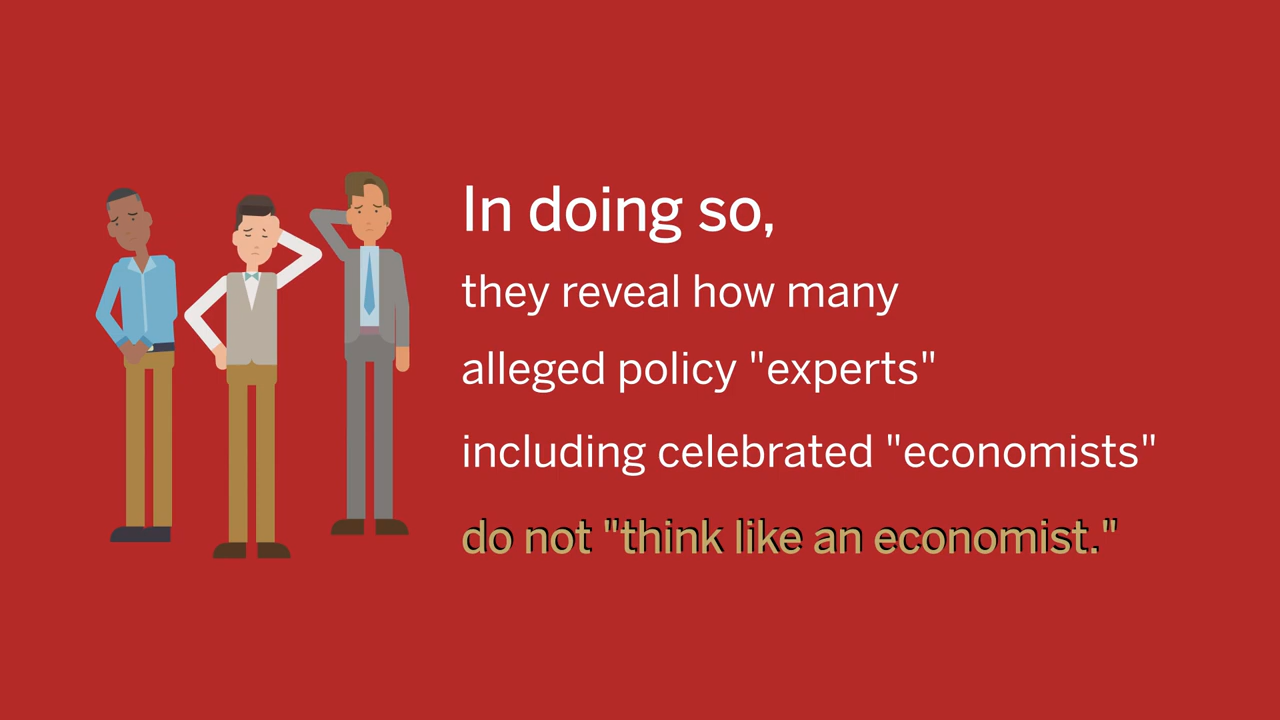 In doing so,
they reveal how many
alleged policy "experts"
including celebrated "economists"
do not "think like an economist."